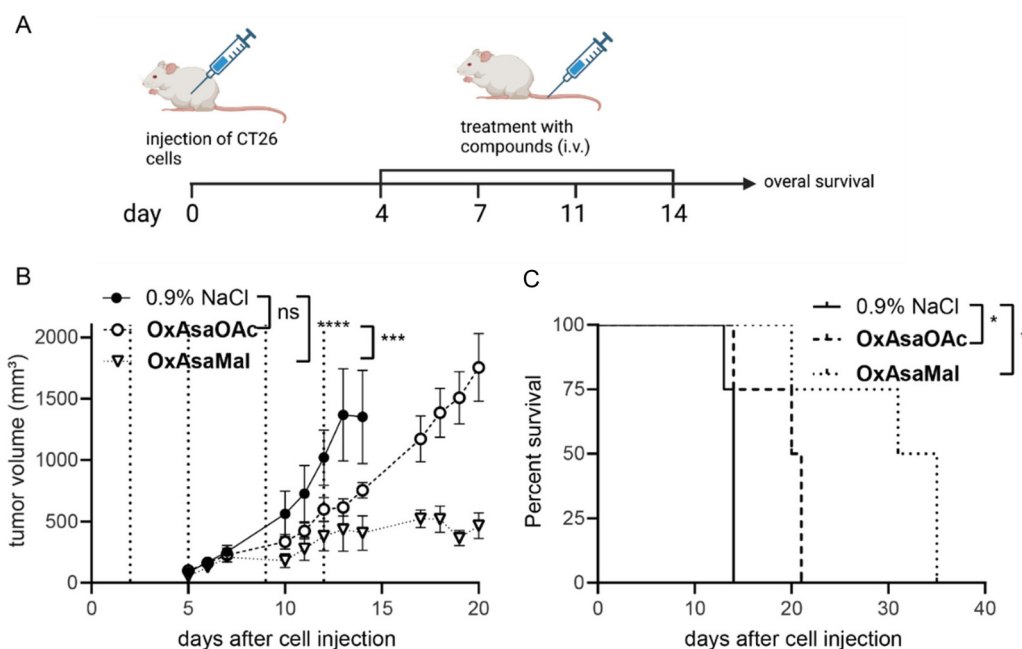 A
injection of CT26
cells
treatment with
compounds (i.v.)
overal survival
day 0 4 7 11 14
B
0.9% NaCl
OxAsaOAc
OxAsaMal
ns
****
***
tumor volume (mm³)
2000
1500
1000
500
0
0 5 10 15 20
days after cell injection
C
0.9% NaCl
OxAsaOAc
OxAsaMal
*
Percent survival
100
75
50
25
0
0 10 20 30 40
days after cell injection